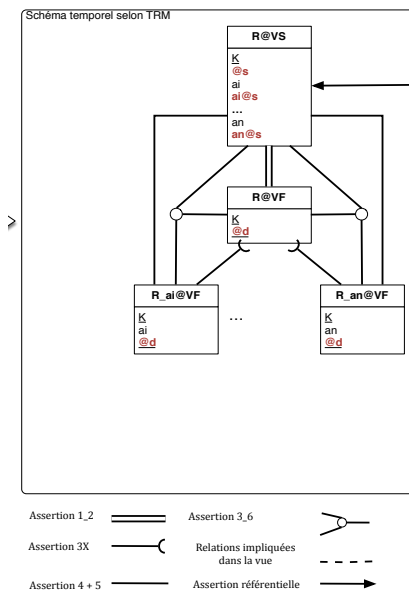 Schéma temporel selon TRM
R@VS
K
@s
ai
ai@s
...
an
an@s
R@VF
K
@d
R_ai@VF
K
ai
@d
...
R_an@VF
K
an
@d
Assertion 1_2
Assertion 3_6
Assertion 3X
Relations impliquées
dans la vue
Assertion 4 + 5
Assertion référentielle